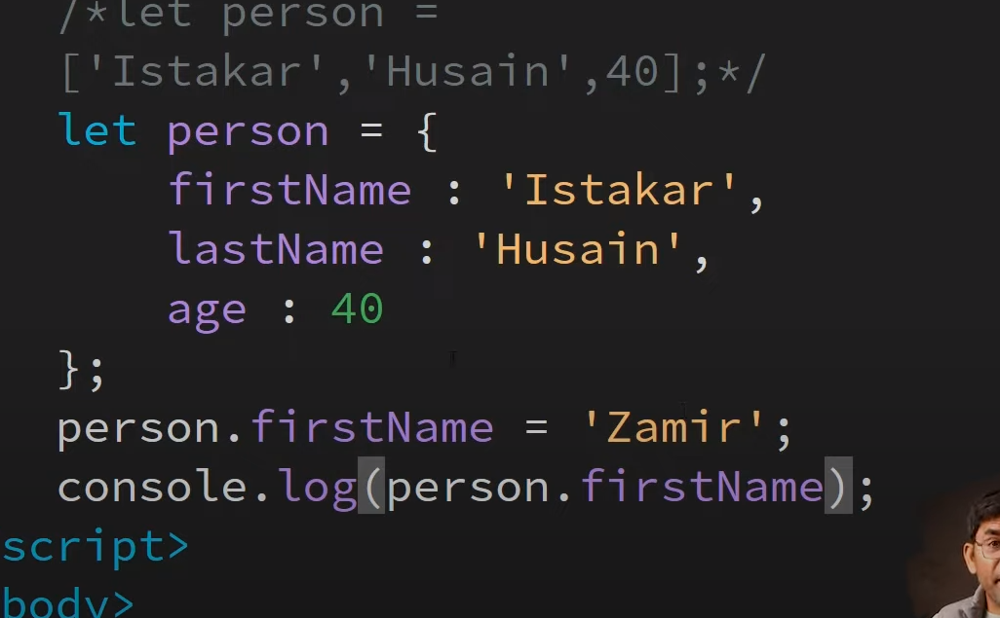 /*let person =
['Istakar','Husain',40];*/
let person = {
firstName : 'Istakar',
lastName : 'Husain',
age : 40
};
person.firstName = 'Zamir';
console.log(person.firstName);
script>
body>